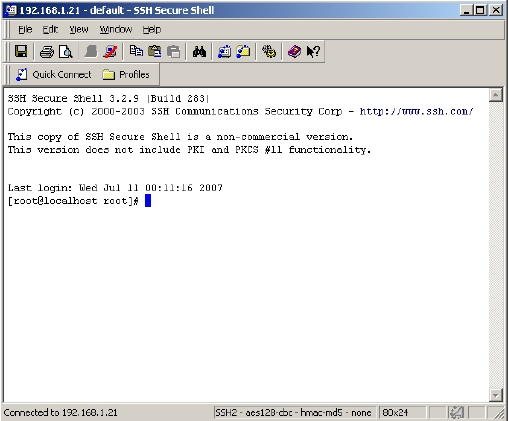 192.168.1.21 - default - SSH Secure Shell
File Edit View Window Help
Quick Connect Profiles
SSH Secure Shell 3.2.9 (Build 283)
Copyright (c) 2000-2003 SSH Communications Security Corp - http://www.ssh.com/
This copy of SSH Secure Shell is a non-commercial version.
This version does not include PKI and PKCS #11 functionality.
Last login: Wed Jul 11 00:11:16 2007
[root@localhost root]#
Connected to 192.168.1.21 SSH2 - aes128-cbc - hmac-md5 - none 80x24